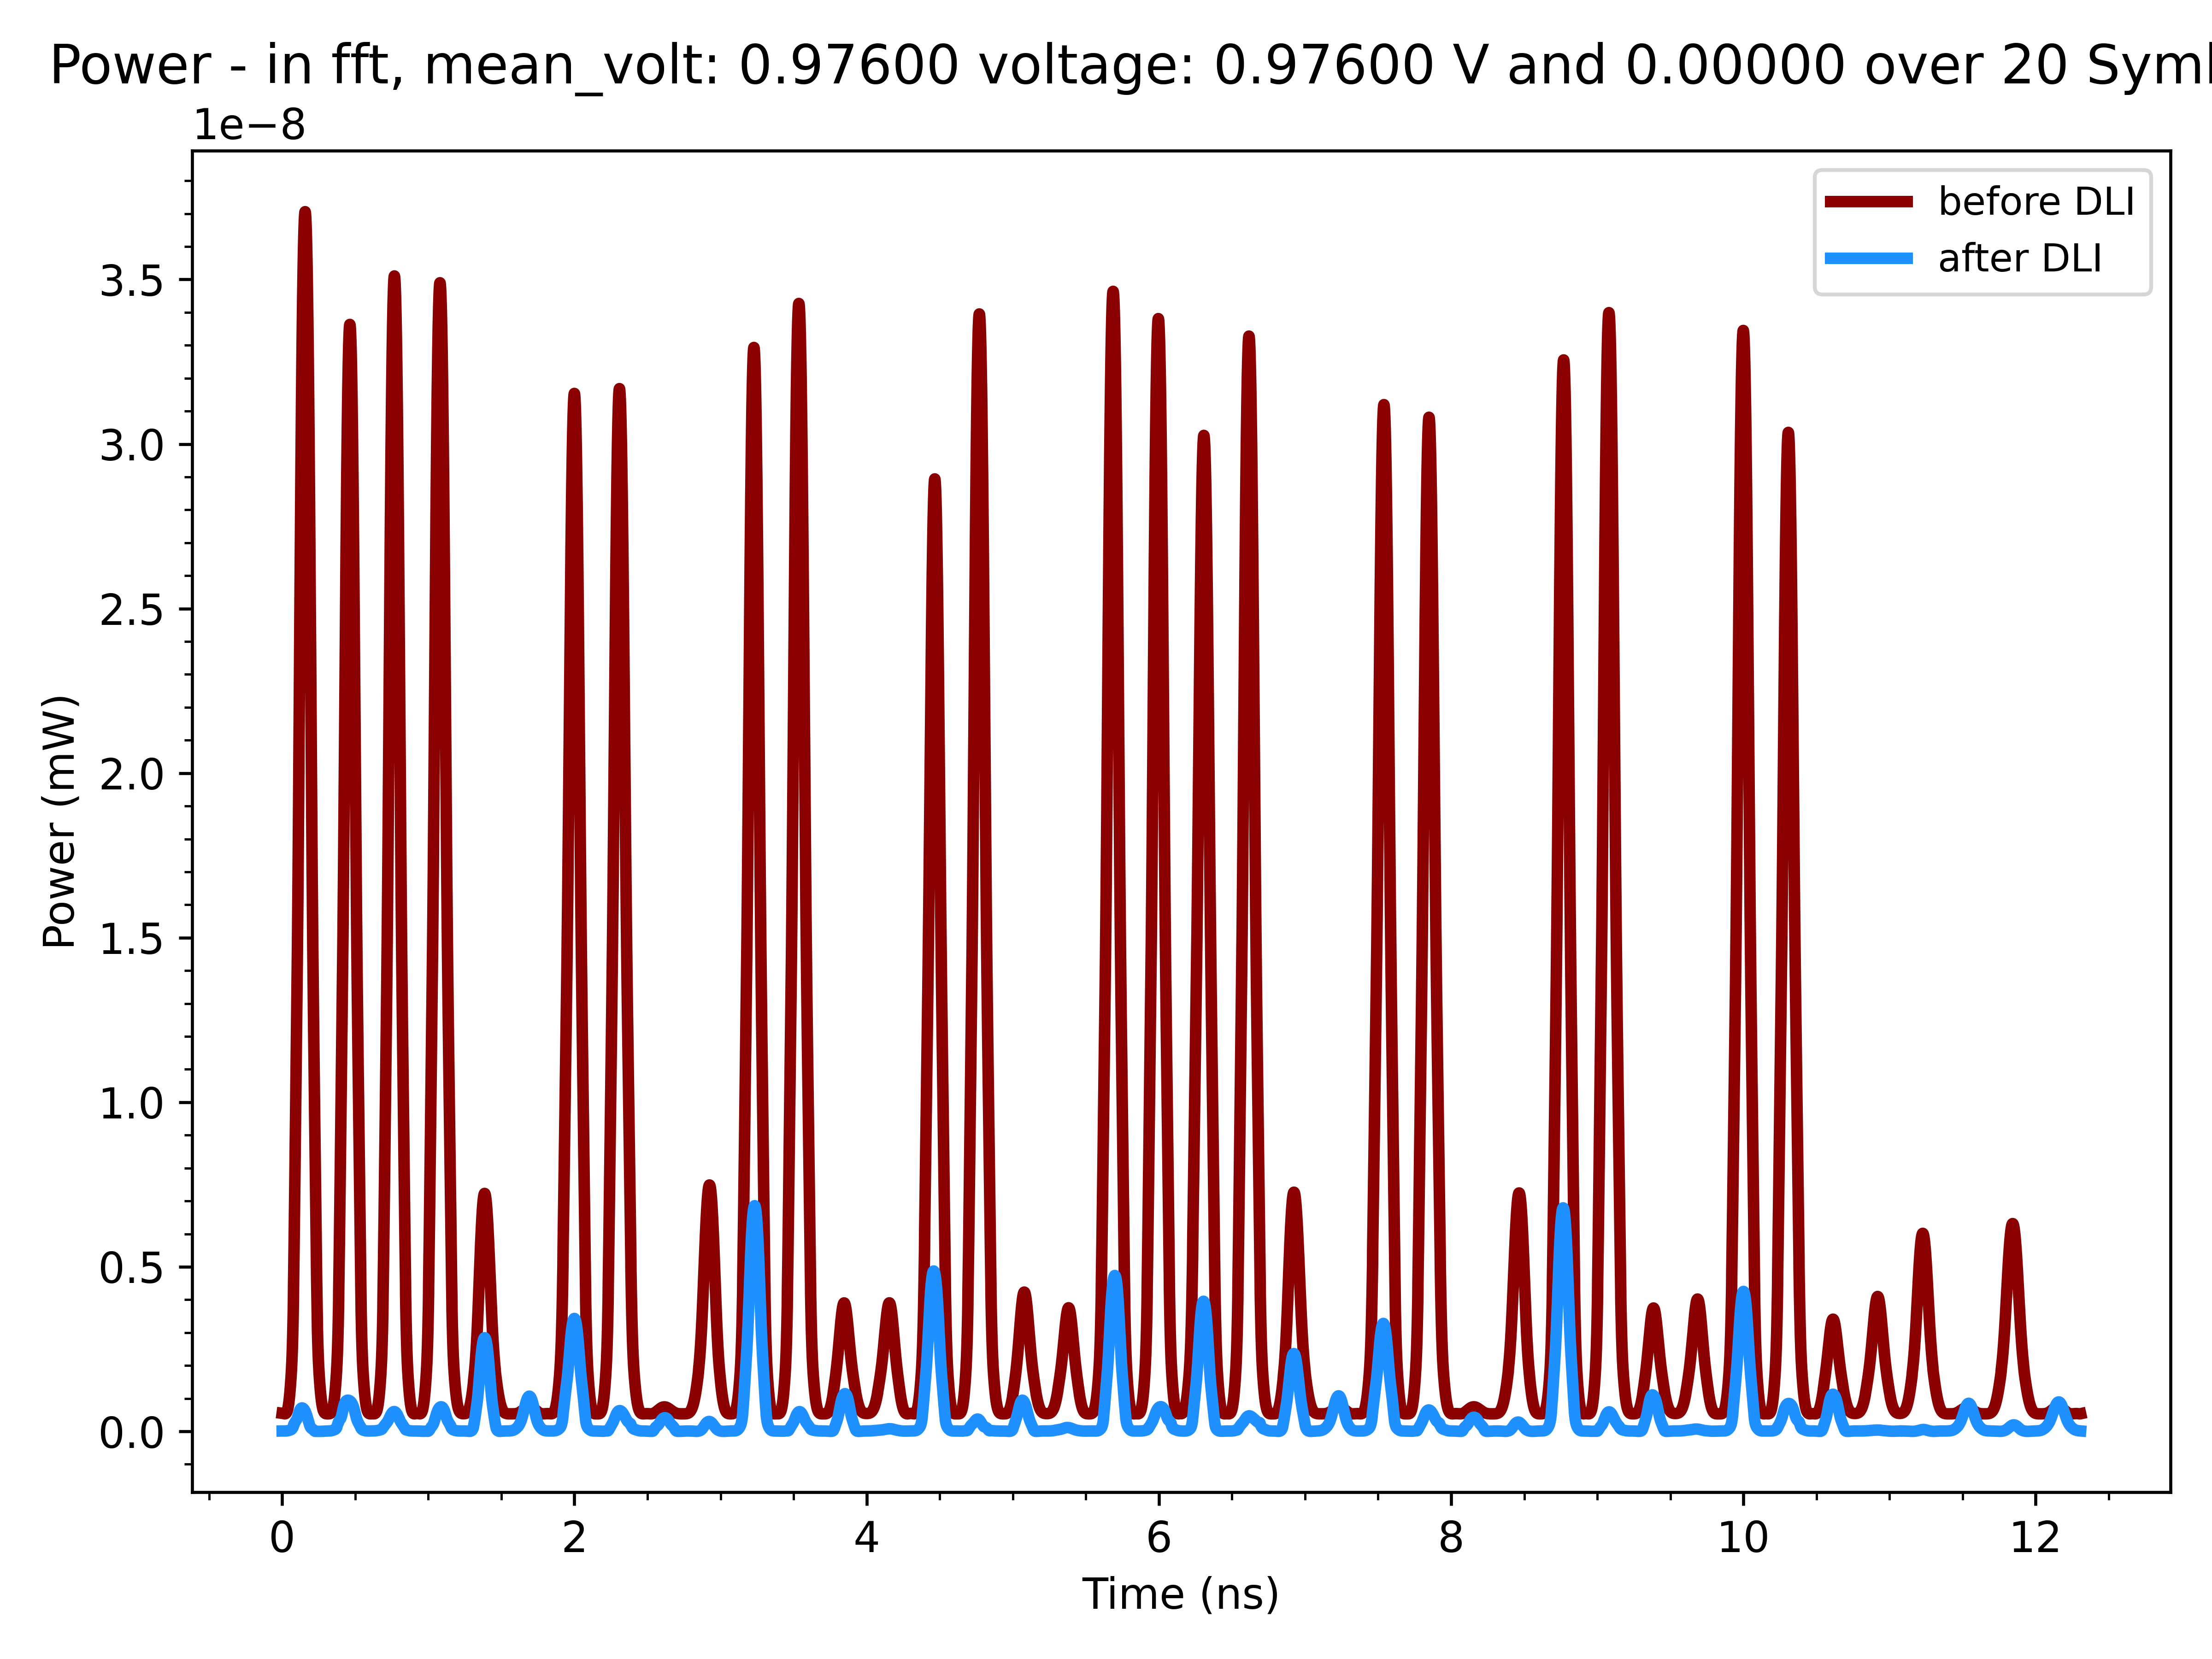 Power - in fft, mean_volt: 0.97600 voltage: 0.97600 V and 0.00000 over 20 Symb
1e−8
before DLI
after DLI
3.5
3.0
2.5
2.0
1.5
1.0
0.5
0.0
Power (mW)
0 2 4 6 8 10 12
Time (ns)